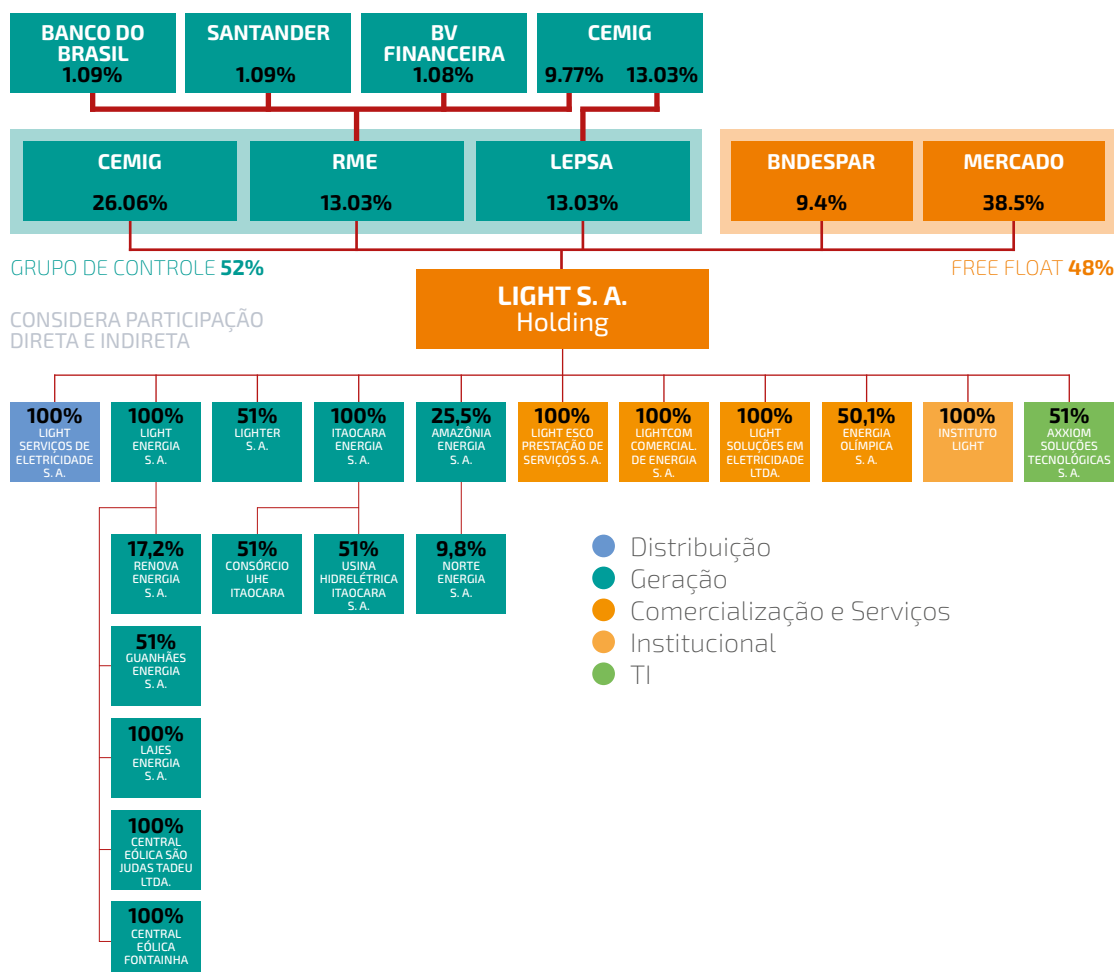 BANCO DO
BRASIL
1.09%
SANTANDER
1.09%
BV
FINANCEIRA
1.08%
CEMIG
9.77% 13.03%
CEMIG
26.06%
RME
13.03%
LEPSA
13.03%
BNDESPAR
9.4%
MERCADO
38.5%
GRUPO DE CONTROLE 52%
FREE FLOAT 48%
CONSIDERA PARTICIPAÇÃO
DIRETA E INDIRETA
LIGHT S. A.
Holding
100%
LIGHT
SERVIÇOS DE
ELETRICIDADE
S. A.
100%
LIGHT
ENERGIA
S. A.
51%
LIGHTER
S. A.
100%
ITAOCARA
ENERGIA
S. A.
25,5%
AMAZÔNIA
ENERGIA
S. A.
100%
LIGHT ESCO
PRESTAÇÃO DE
SERVIÇOS S. A.
100%
LIGHTCOM
COMERCIAL.
DE ENERGIA
S. A.
100%
LIGHT
SOLUÇÕES EM
ELETRICIDADE
LTDA.
50,1%
ENERGIA
OLÍMPICA
S. A.
100%
INSTITUTO
LIGHT
51%
AXXIOM
SOLUÇÕES
TECNOLÓGICAS
S. A.
17,2%
RENOVA
ENERGIA
S. A.
51%
CONSÓRCIO
UHE
ITAOCARA
51%
USINA
HIDRELÉTRICA
ITAOCARA
S. A.
9,8%
NORTE
ENERGIA
S. A.
51%
GUANHÃES
ENERGIA
S. A.
100%
LAJES
ENERGIA
S. A.
100%
CENTRAL
EÓLICA SÃO
JUDAS TADEU
LTDA.
100%
CENTRAL
EÓLICA
FONTAINHA
Distribuição
Geração
Comercialização e Serviços
Institucional
TI